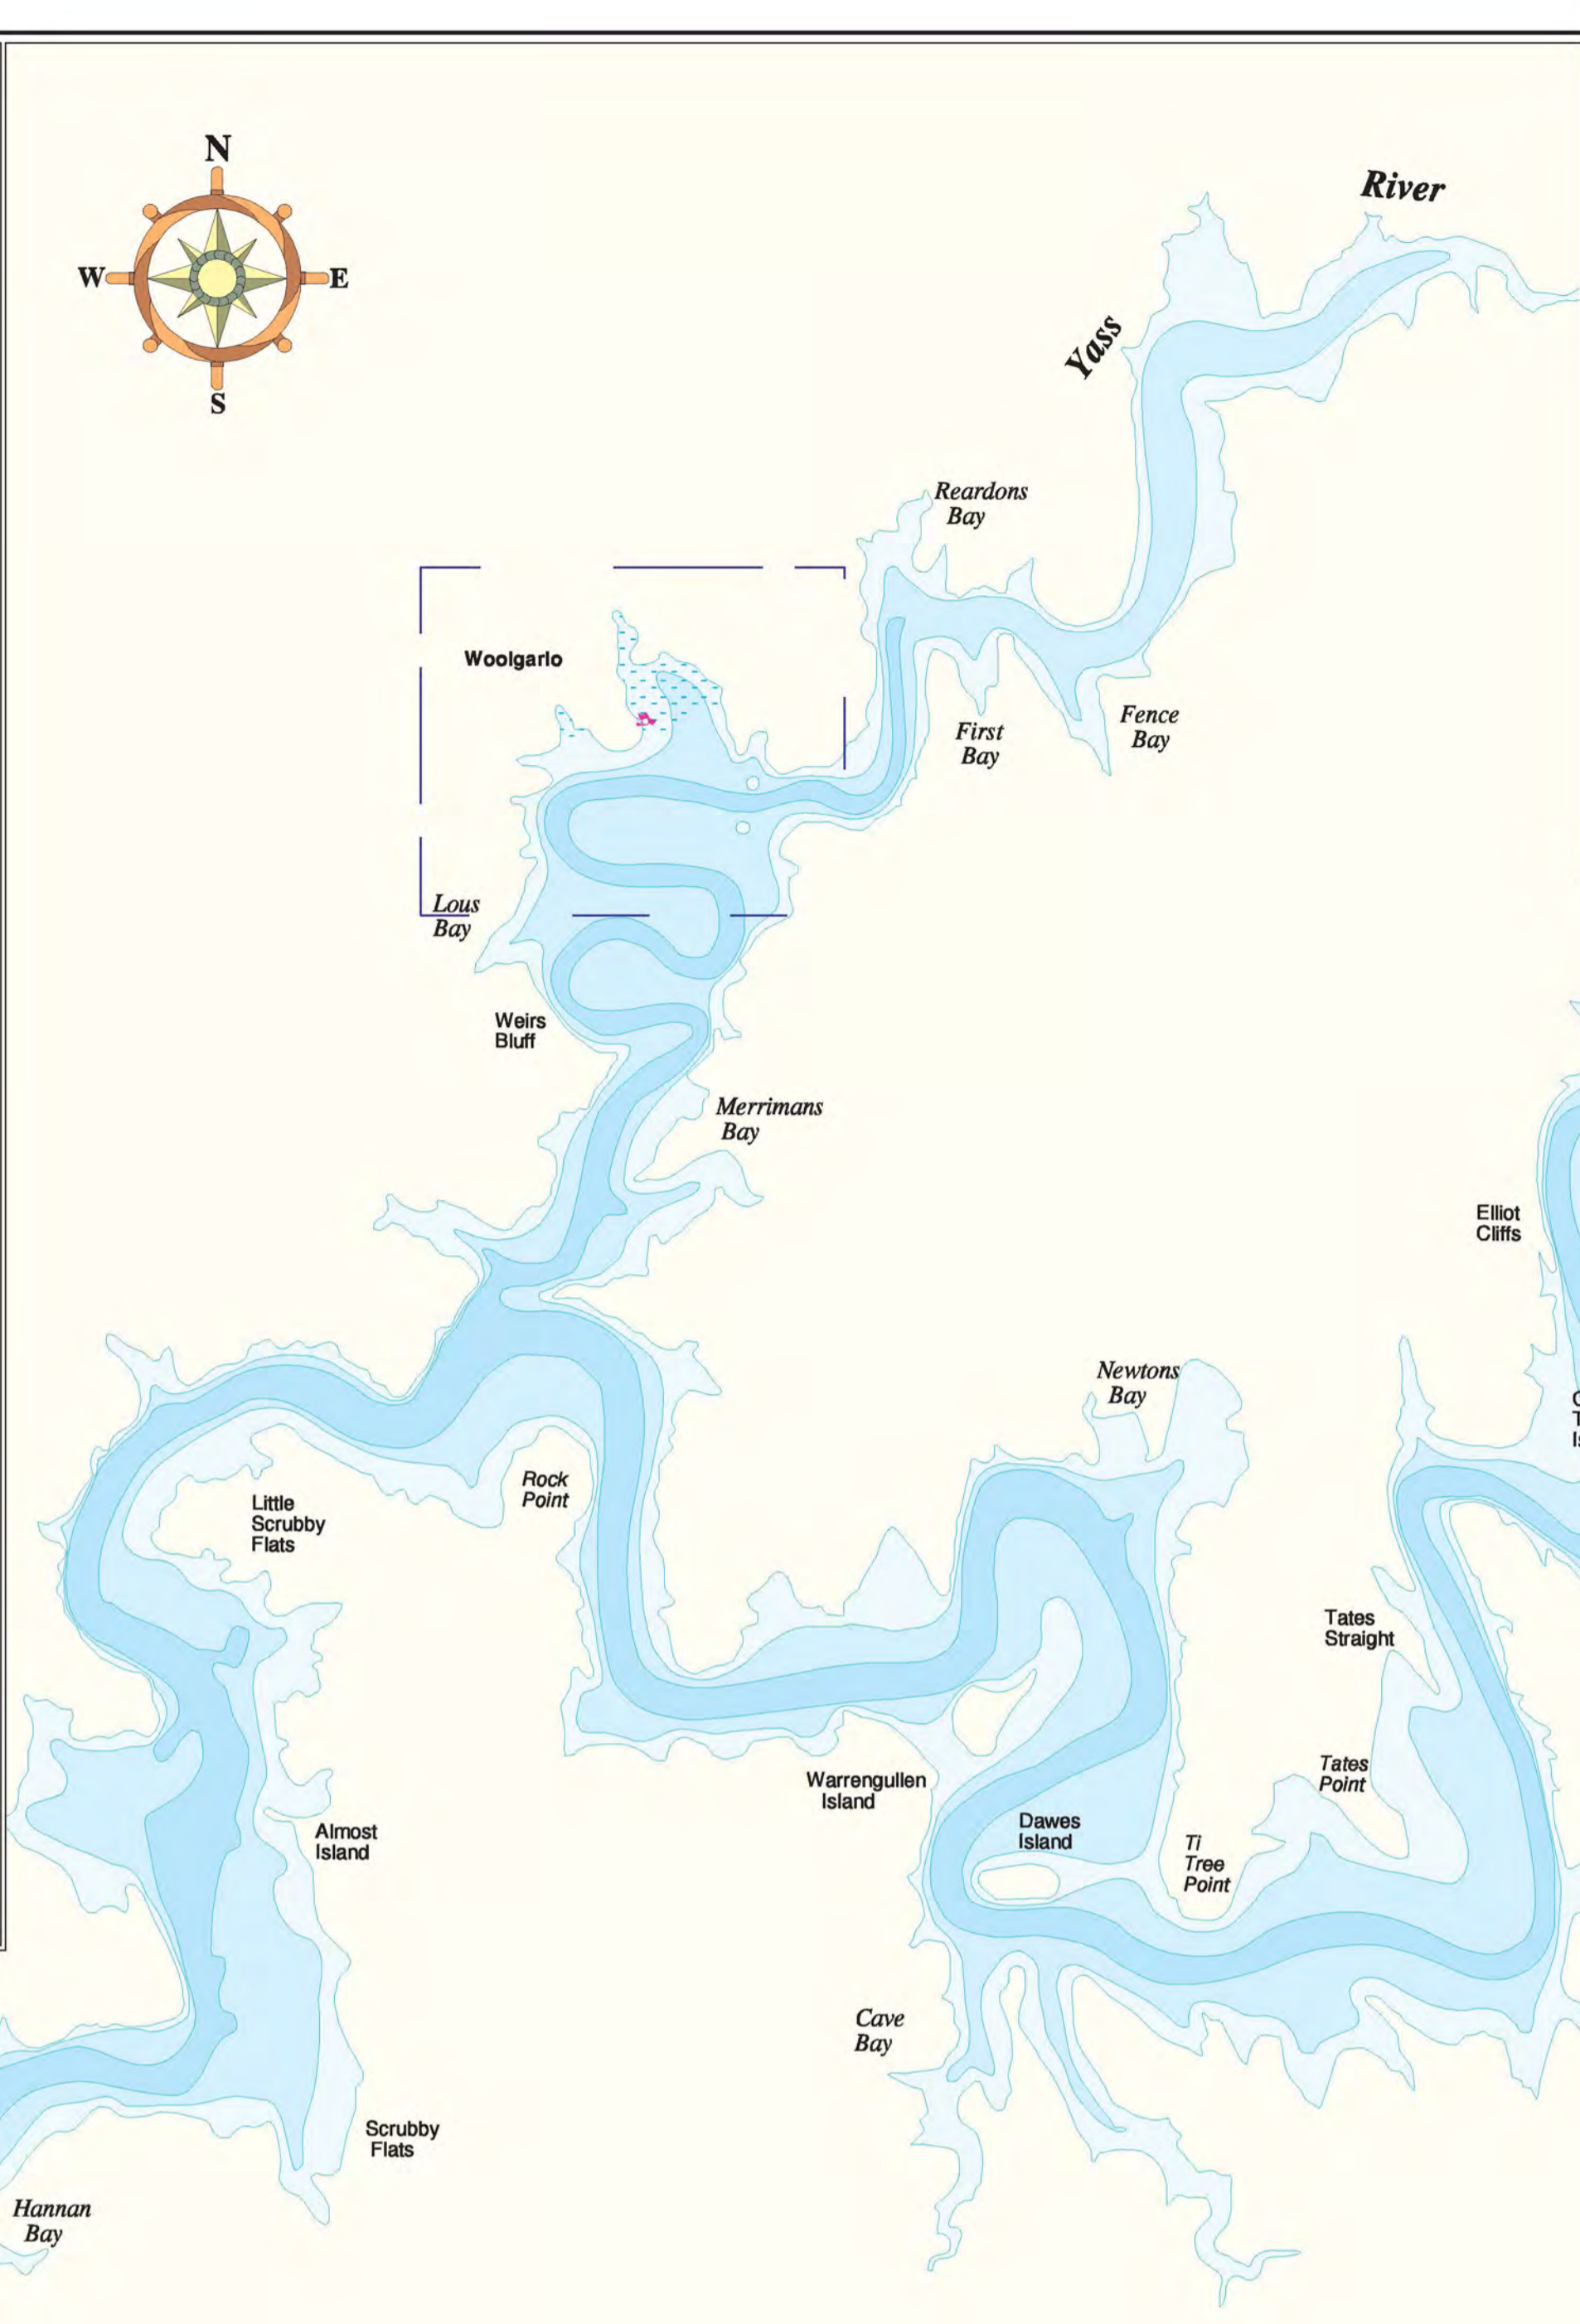 N
W
E
S
River
Yass
Reardons
Bay
Woolgarlo
First
Bay
Fence
Bay
Lous
Bay
Weirs
Bluff
Merrimans
Bay
Elliot
Cliffs
Newtons
Bay
Rock
Point
Little
Scrubby
Flats
Tates
Straight
Tates
Point
Warrengullen
Island
Dawes
Island
Almost
Island
Ti
Tree
Point
Cave
Bay
Scrubby
Flats
Hannan
Bay